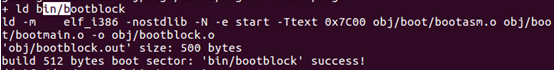 + ld bin/bootblock
ld -m    elf_i386 -nostdlib -N -e start -Ttext 0x7C00 obj/boot/bootasm.o obj/boo
t/bootmain.o -o obj/bootblock.o
'obj/bootblock.out' size: 500 bytes
build 512 bytes boot sector: 'bin/bootblock' success!